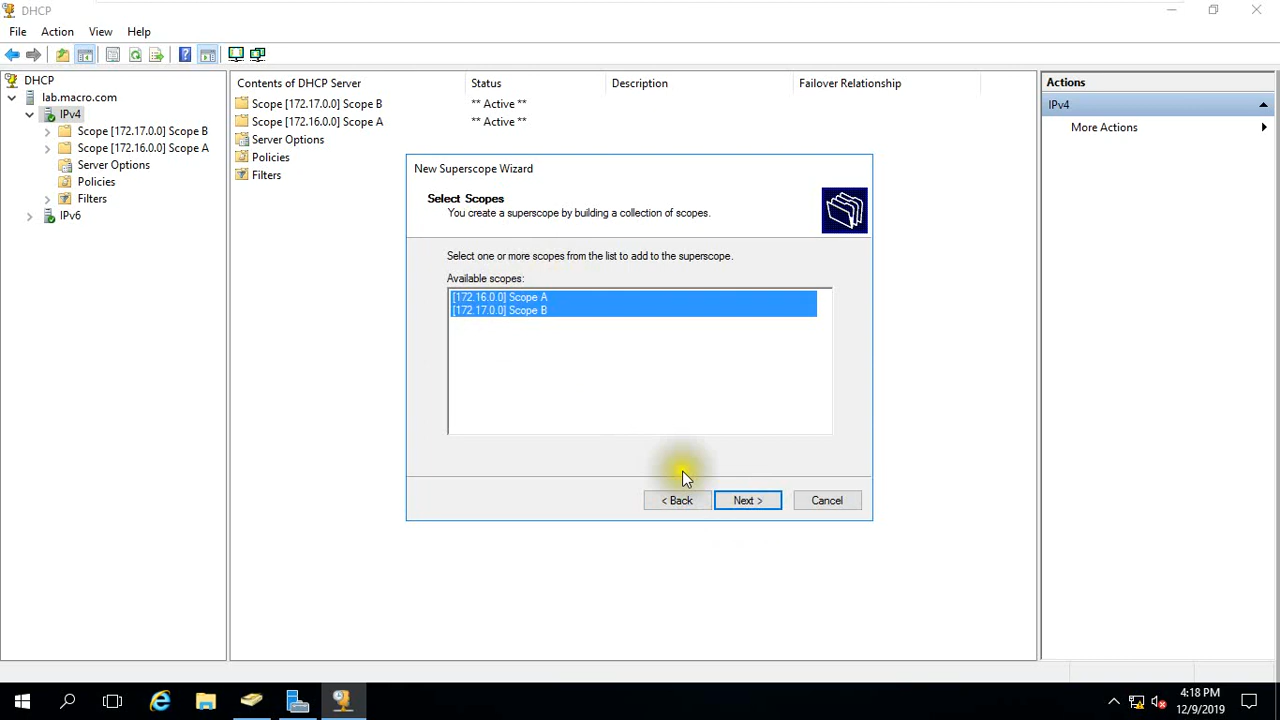 DHCP
File Action View Help
DHCP
lab.macro.com
IPv4
Scope [172.17.0.0] Scope B
Scope [172.16.0.0] Scope A
Server Options
Policies
Filters
IPv6
Contents of DHCP Server Status Description Failover Relationship
Scope [172.17.0.0] Scope B ** Active **
Scope [172.16.0.0] Scope A ** Active **
Server Options
Policies
Filters
New Superscope Wizard
Select Scopes
You create a superscope by building a collection of scopes.
Select one or more scopes from the list to add to the superscope.
Available scopes:
[172.16.0.0] Scope A
[172.17.0.0] Scope B
< Back Next > Cancel
Actions
IPv4
More Actions
4:18 PM
12/9/2019